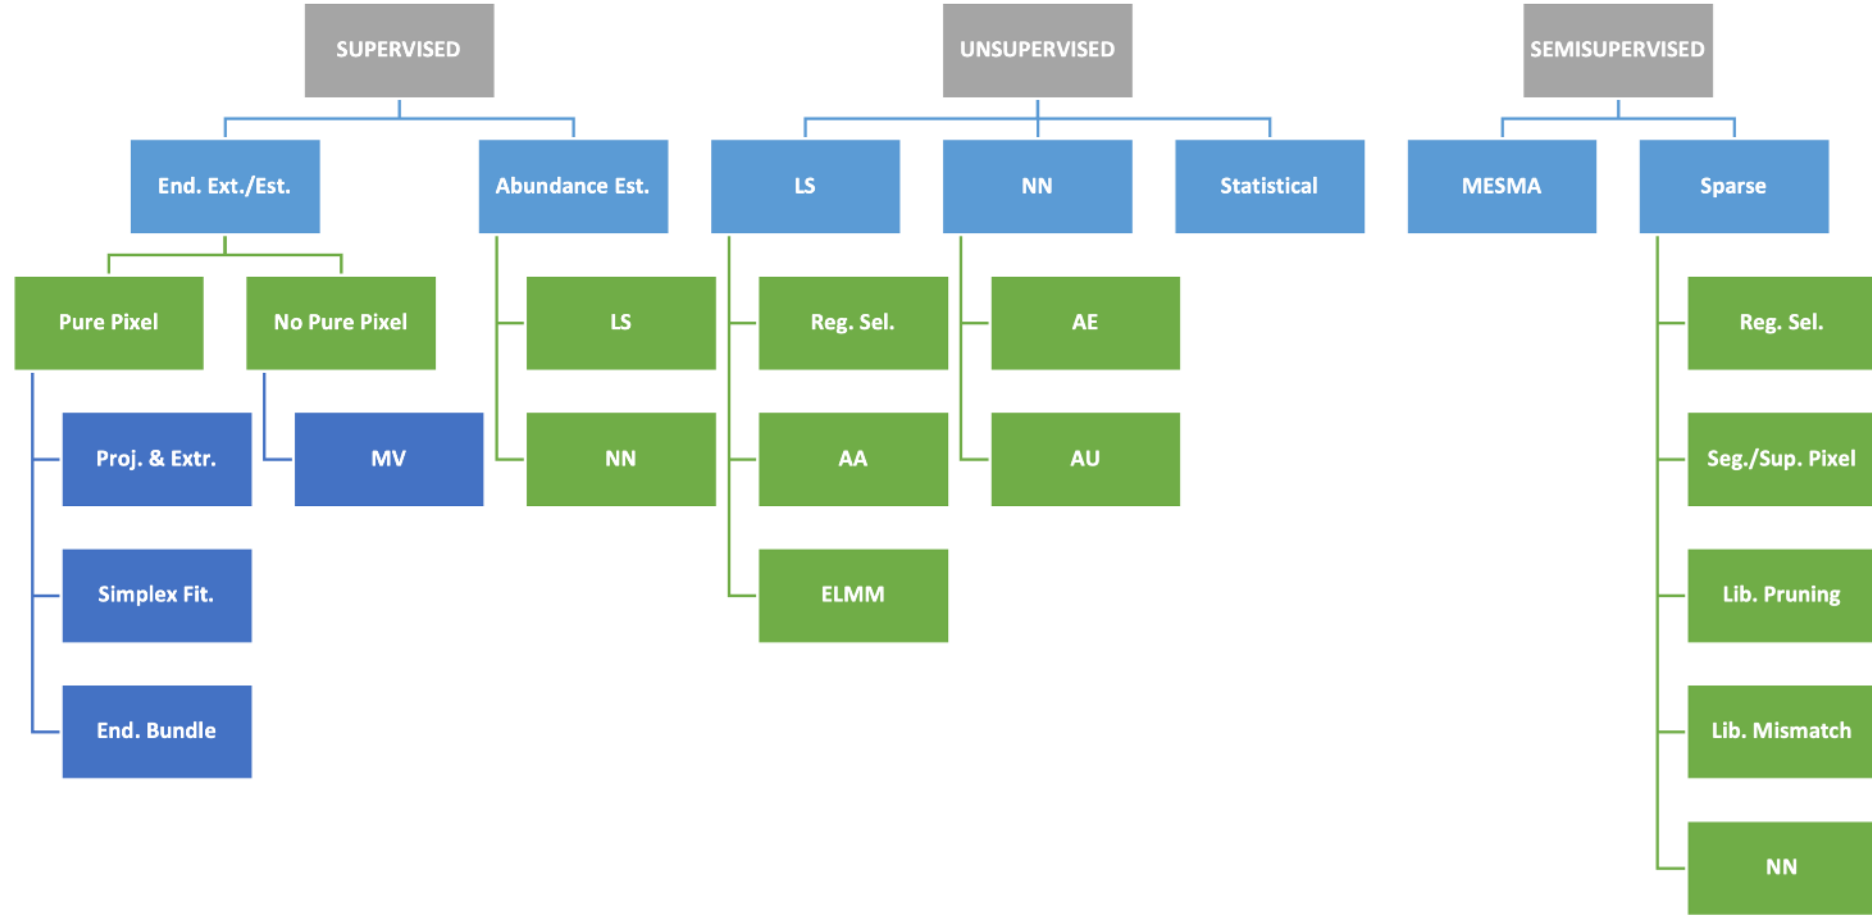 SUPERVISED
UNSUPERVISED
SEMISUPERVISED
End. Ext./Est.
Abundance Est.
LS
NN
Statistical
MESMA
Sparse
Pure Pixel
No Pure Pixel
LS
Reg. Sel.
AE
Reg. Sel.
Proj. & Extr.
MV
NN
AA
AU
Seg./Sup. Pixel
Simplex Fit.
ELMM
Lib. Pruning
End. Bundle
Lib. Mismatch
NN